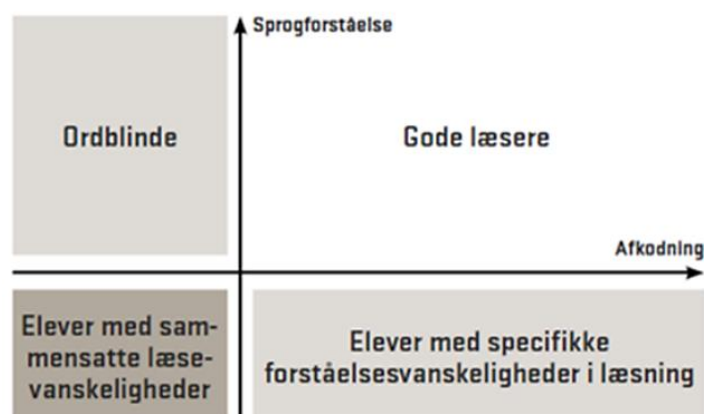 Sprogforståelse
Ordblinde
Gode læsere
Afkodning
Elever med sam-
mensatte læse-
vanskeligheder
Elever med specifikke
forståelsesvanskeligheder i læsning